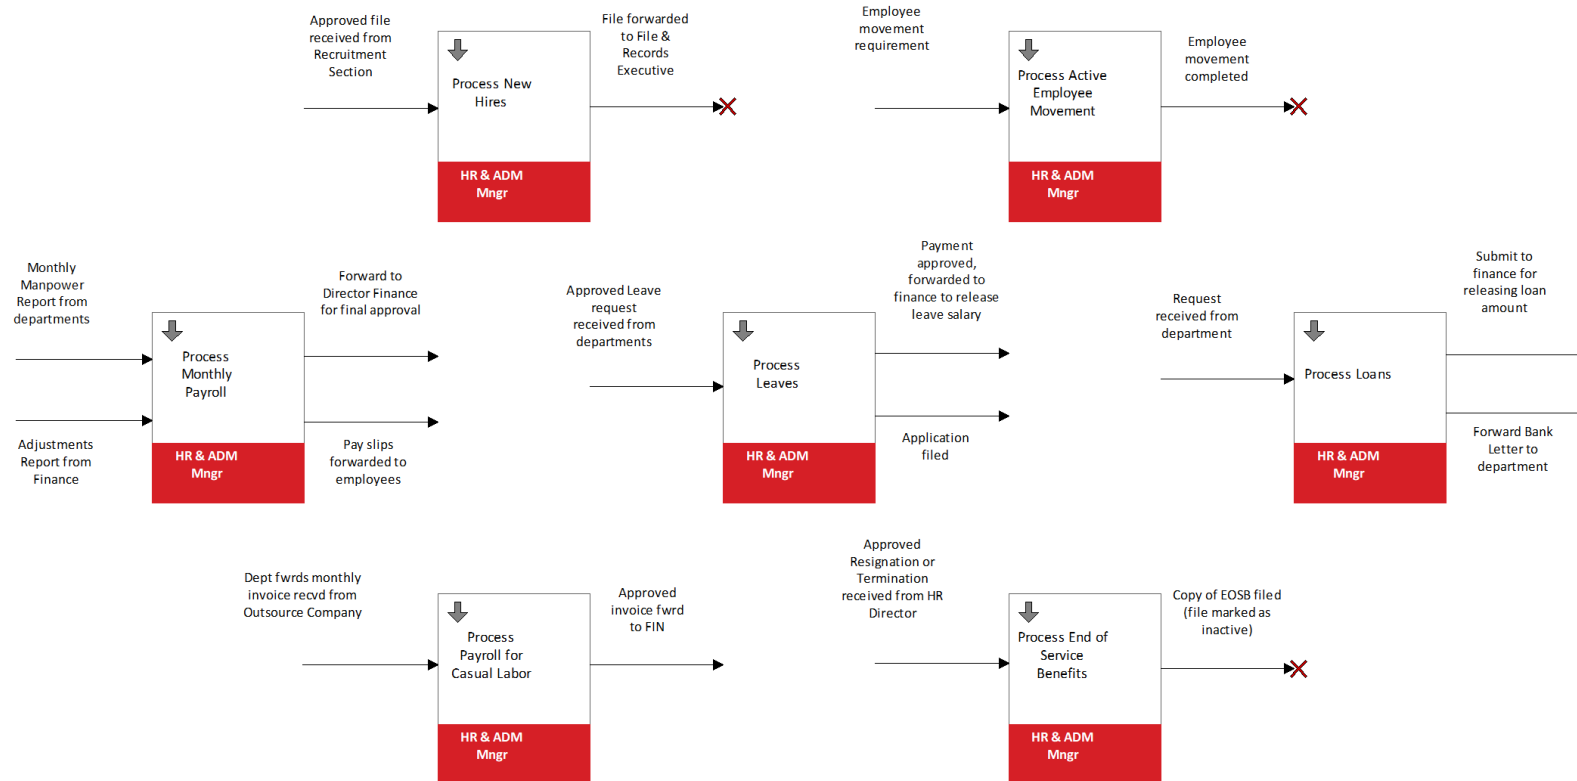 Approved file
received from
Recruitment
Section
File forwarded
to File &
Records
Executive
Process New
Hires
HR & ADM
Mngr
Employee
movement
requirement
Employee
movement
completed
Process Active
Employee
Movement
HR & ADM
Mngr
Monthly
Manpower
Report from
departments
Adjustments
Report from
Finance
Process
Monthly
Payroll
HR & ADM
Mngr
Forward to
Director Finance
for final approval
Pay slips
forwarded to
employees
Approved Leave
request
received from
departments
Process
Leaves
HR & ADM
Mngr
Payment
approved,
forwarded to
finance to release
leave salary
Application
filed
Request
received from
department
Process Loans
HR & ADM
Mngr
Submit to
finance for
releasing loan
amount
Forward Bank
Letter to
department
Dept fwrds monthly
invoice recvd from
Outsource Company
Process
Payroll for
Casual Labor
HR & ADM
Mngr
Approved
invoice fwrd
to FIN
Approved
Resignation or
Termination
received from HR
Director
Process End of
Service
Benefits
HR & ADM
Mngr
Copy of EOSB filed
(file marked as
inactive)